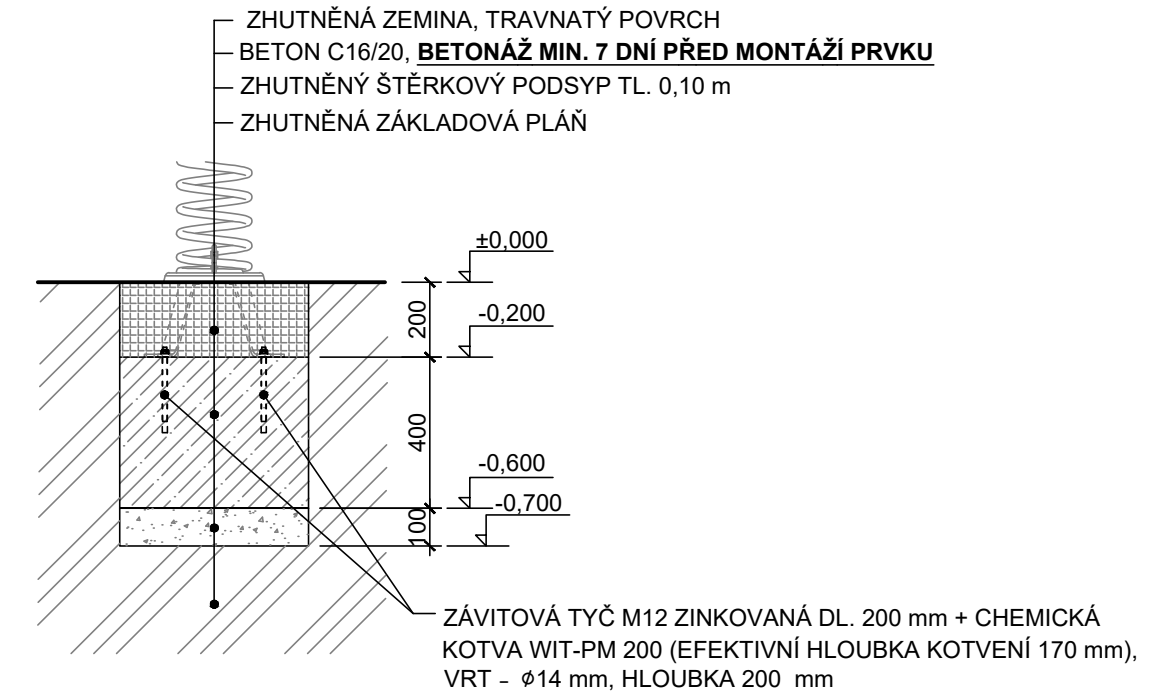 ZHUTNĚNÁ ZEMINA, TRAVNATÝ POVRCH
BETON C16/20, BETONÁŽ MIN. 7 DNÍ PŘED MONTÁŽÍ PRVKU
ZHUTNĚNÝ ŠTĚRKOVÝ PODSYP TL. 0,10 m
ZHUTNĚNÁ ZÁKLADOVÁ PLÁŇ
±0,000
200
-0,200
400
-0,600
-0,700
100
ZÁVITOVÁ TYČ M12 ZINKOVANÁ DL. 200 mm + CHEMICKÁ
KOTVA WIT-PM 200 (EFEKTIVNÍ HLOUBKA KOTVENÍ 170 mm),
VRT - ⌀14 mm, HLOUBKA 200 mm